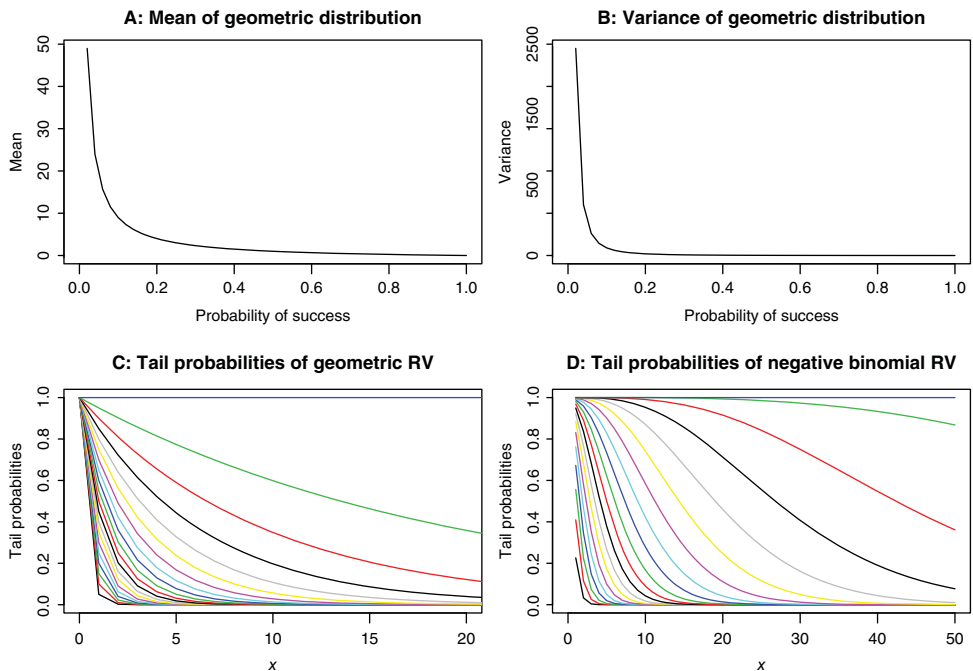 A: Mean of geometric distribution
Mean
50
40
30
20
10
0
0.0 0.2 0.4 0.6 0.8 1.0
Probability of success
B: Variance of geometric distribution
Variance
2500
1500
500
0
0.0 0.2 0.4 0.6 0.8 1.0
Probability of success
C: Tail probabilities of geometric RV
Tail probabilities
1.0
0.8
0.6
0.4
0.2
0.0
0 5 10 15 20
x
D: Tail probabilities of negative binomial RV
Tail probabilities
1.0
0.8
0.6
0.4
0.2
0.0
0 10 20 30 40 50
x